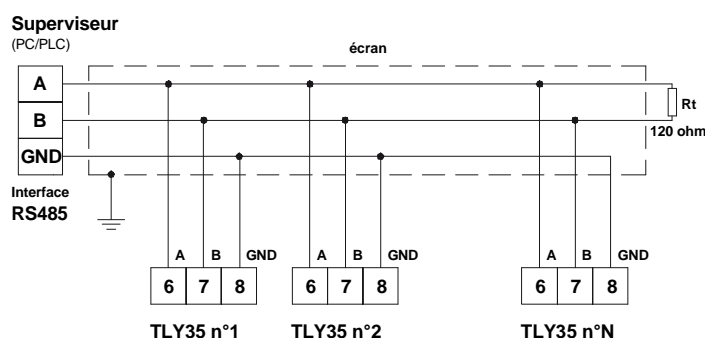 Superviseur
(PC/PLC)
écran
A
B
GND
Rt
120 ohm
Interface
RS485
A B GND
6 7 8
TLY35 n°1
A B GND
6 7 8
TLY35 n°2
A B GND
6 7 8
TLY35 n°N